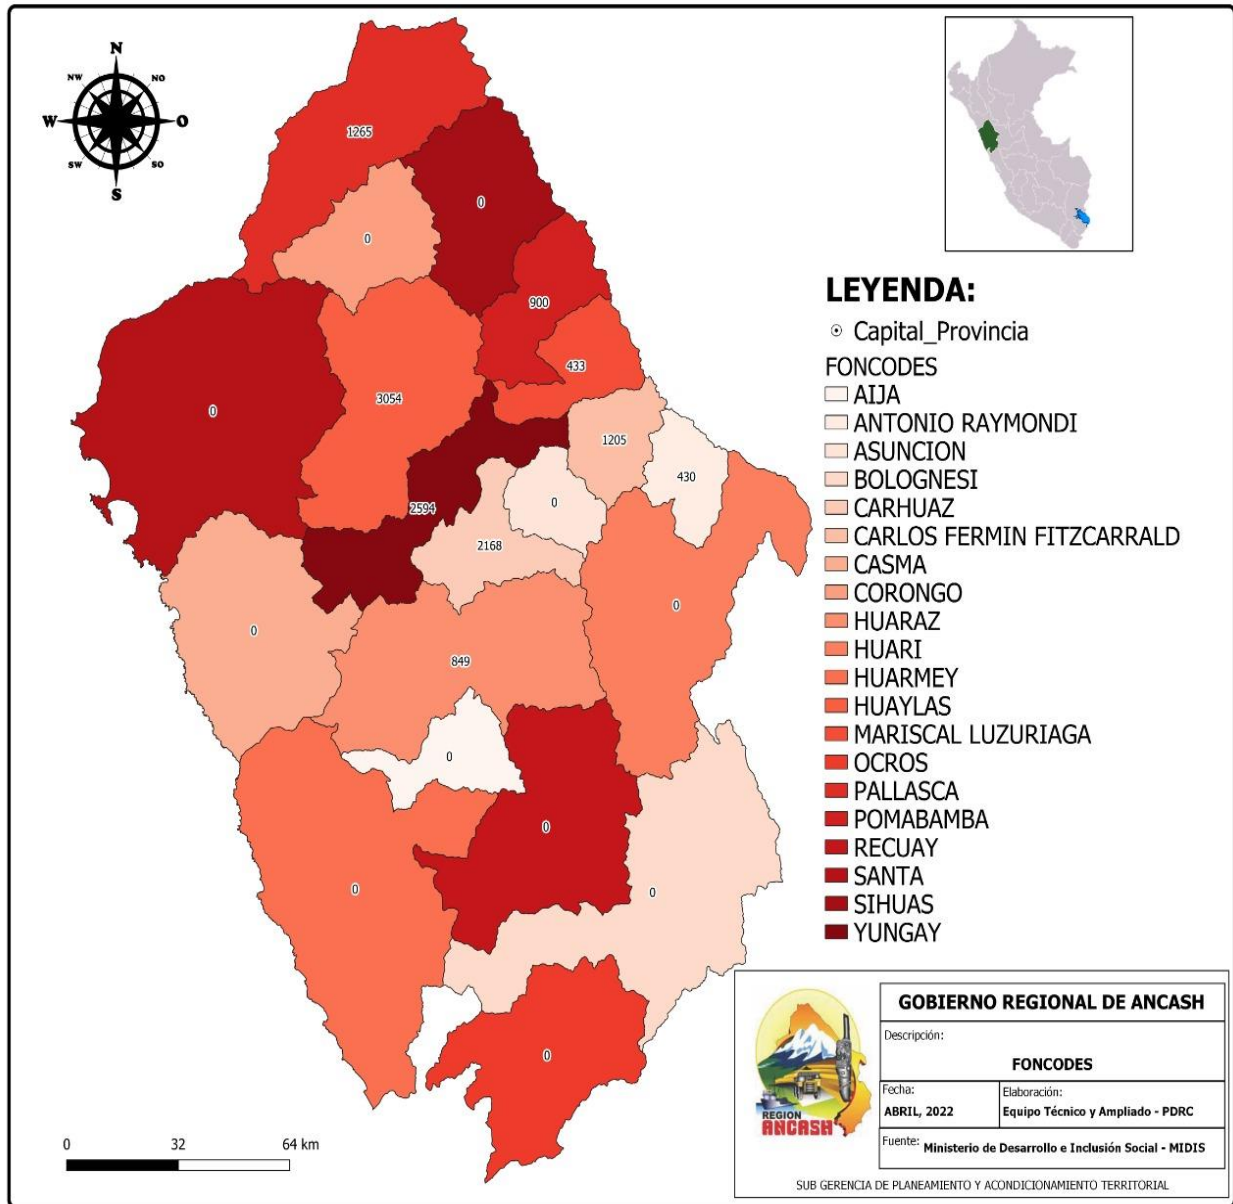 N
NW
NO
W
O
SW
SO
S
1265
0
0
900
433
3054
0
1205
430
0
2594
2168
0
0
849
0
0
0
0
0
LEYENDA:
Capital_Provincia
FONCODES
AIJA
ANTONIO RAYMONDI
ASUNCION
BOLOGNESI
CARHUAZ
CARLOS FERMIN FITZCARRALD
CASMA
CORONGO
HUARAZ
HUARI
HUARMEY
HUAYLAS
MARISCAL LUZURIAGA
OCROS
PALLASCA
POMABAMBA
RECUAY
SANTA
SIHUAS
YUNGAY
0 32 64 km
REGION
ANCASH
GOBIERNO REGIONAL DE ANCASH
Descripción:
FONCODES
Fecha:
ABRIL, 2022
Elaboración:
Equipo Técnico y Ampliado - PDRC
Fuente: Ministerio de Desarrollo e Inclusión Social - MIDIS
SUB GERENCIA DE PLANEAMIENTO Y ACONDICIONAMIENTO TERRITORIAL